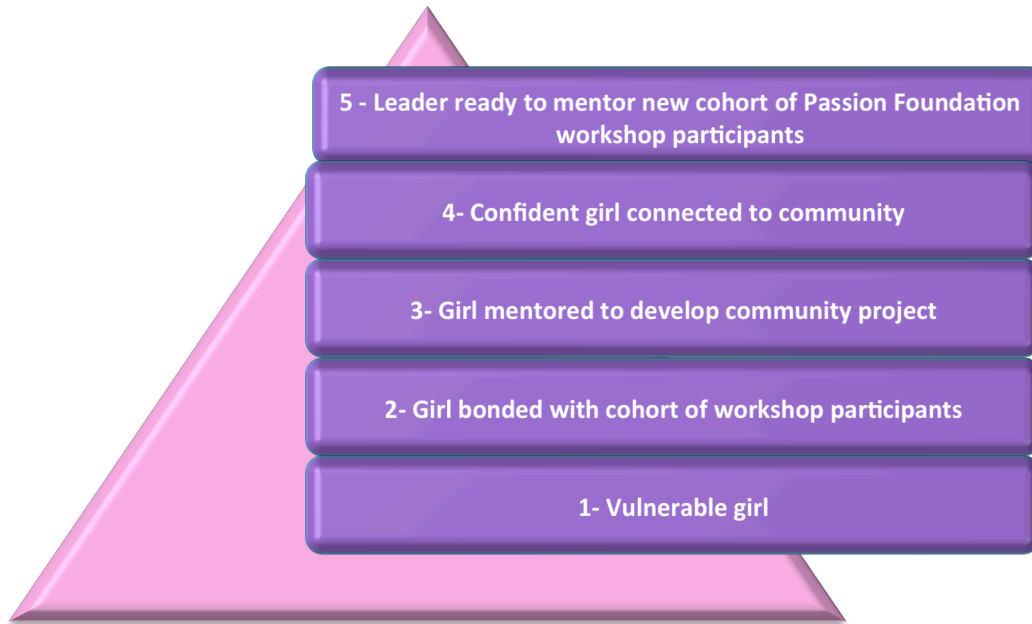 5 - Leader ready to mentor new cohort of Passion Foundation
workshop participants
4- Confident girl connected to community
3- Girl mentored to develop community project
2- Girl bonded with cohort of workshop participants
1- Vulnerable girl